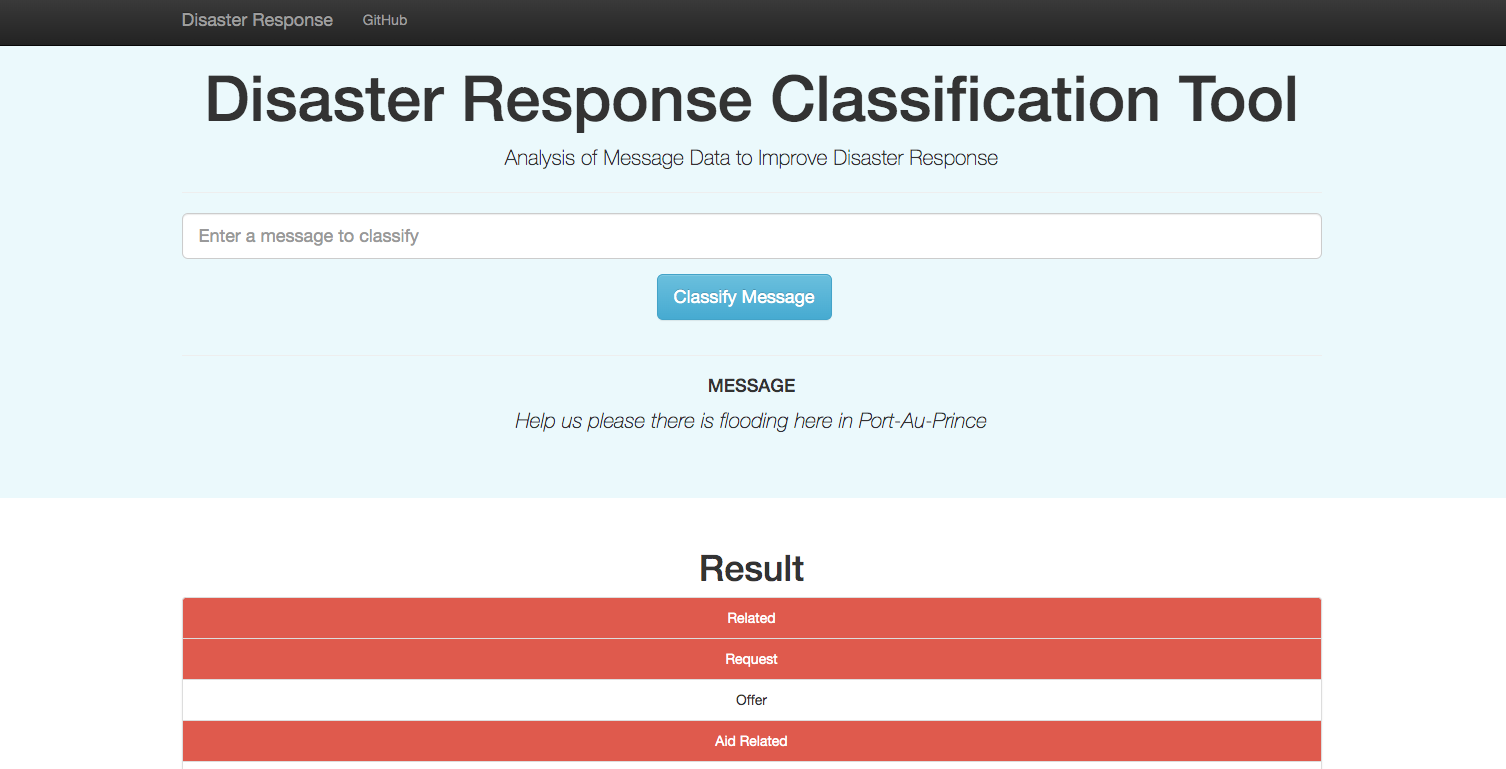 Disaster Response GitHub
Disaster Response Classification Tool
Analysis of Message Data to Improve Disaster Response
Enter a message to classify
Classify Message
MESSAGE
Help us please there is flooding here in Port-Au-Prince
Result
Related
Request
Offer
Aid Related